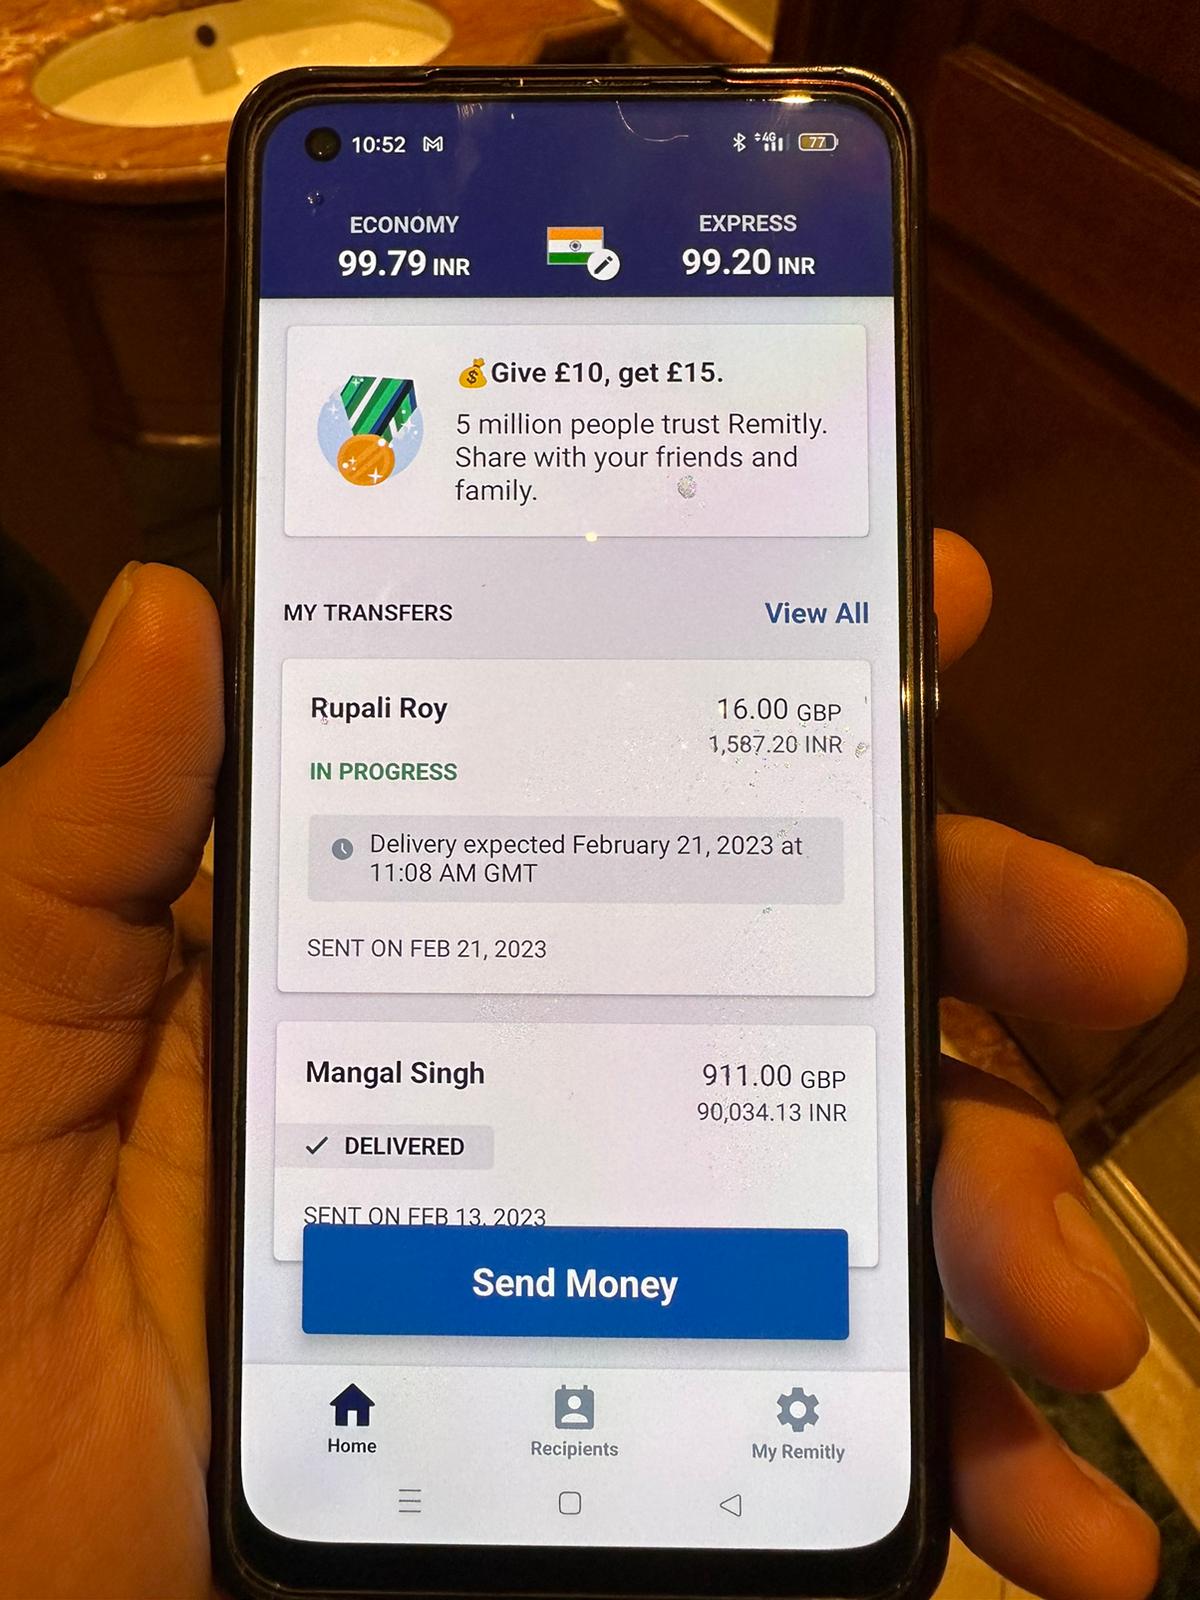 10:52
4G
77
ECONOMY
99.79 INR
EXPRESS
99.20 INR
Give £10, get £15.
5 million people trust Remitly.
Share with your friends and
family.
MY TRANSFERS
View All
Rupali Roy
16.00 GBP
1,587.20 INR
IN PROGRESS
Delivery expected February 21, 2023 at
11:08 AM GMT
SENT ON FEB 21, 2023
Mangal Singh
911.00 GBP
90,034.13 INR
DELIVERED
SENT ON FEB 13, 2023
Send Money
Home
Recipients
My Remitly